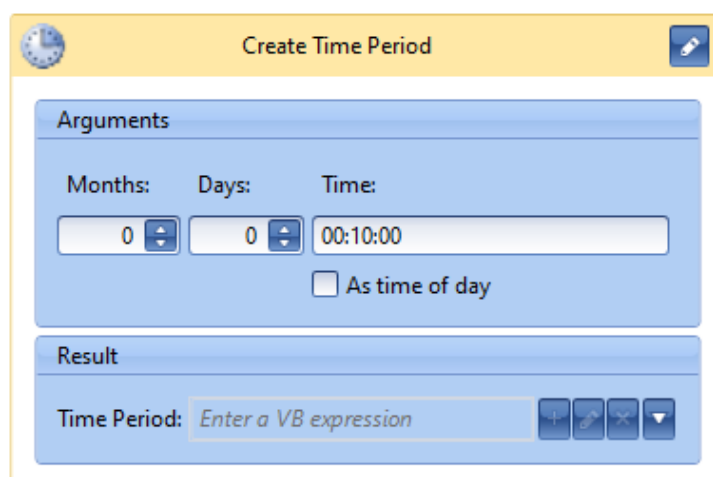 Create Time Period
Arguments
Months: Days: Time:
0 0 00:10:00
As time of day
Result
Time Period: Enter a VB expression